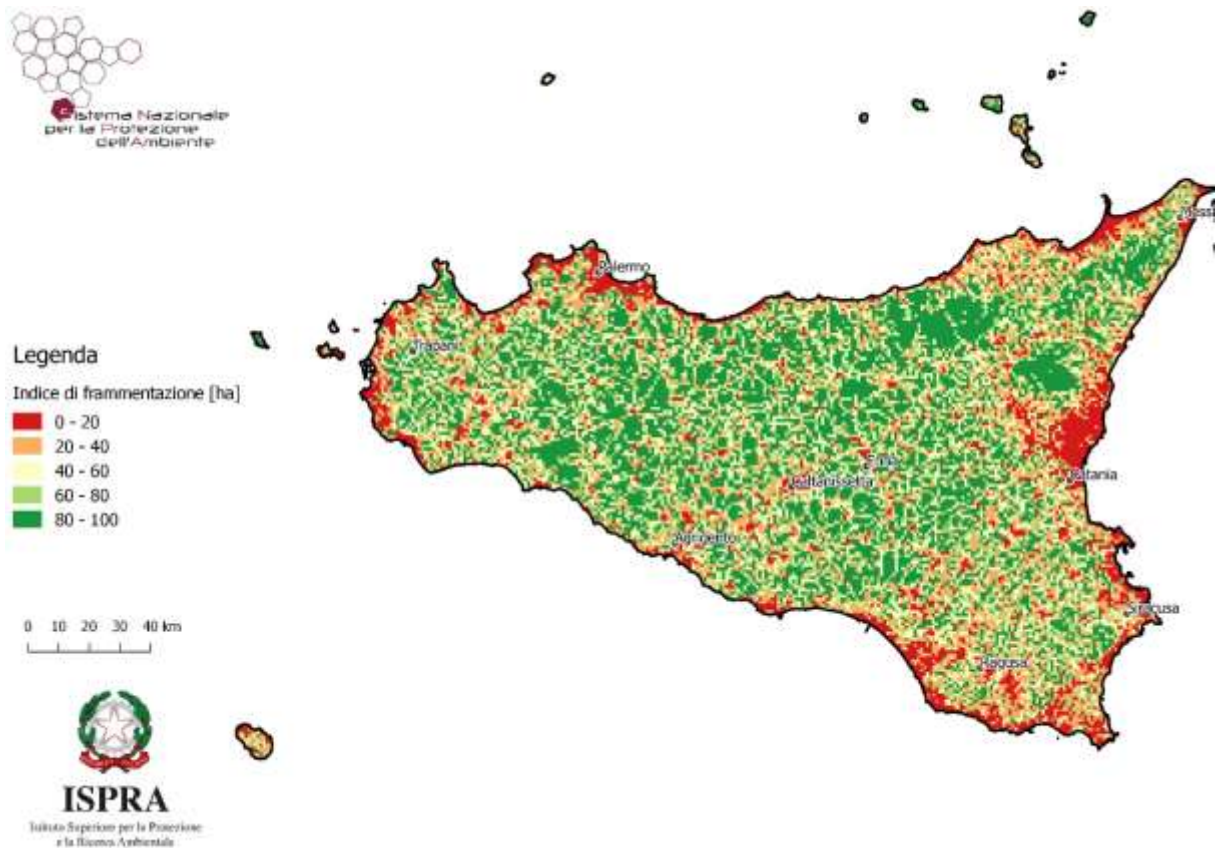 Sistema Nazionale
per la Protezione
dell'Ambiente
Palermo
Trapani
Enna
Caltanissetta
Catania
Agrigento
Siracusa
Ragusa
Legenda
Indice di frammentazione [ha]
0 - 20
20 - 40
40 - 60
60 - 80
80 - 100
0 10 20 30 40 km
ISPRA
Istituto Superiore per la Protezione
e la Ricerca Ambientale